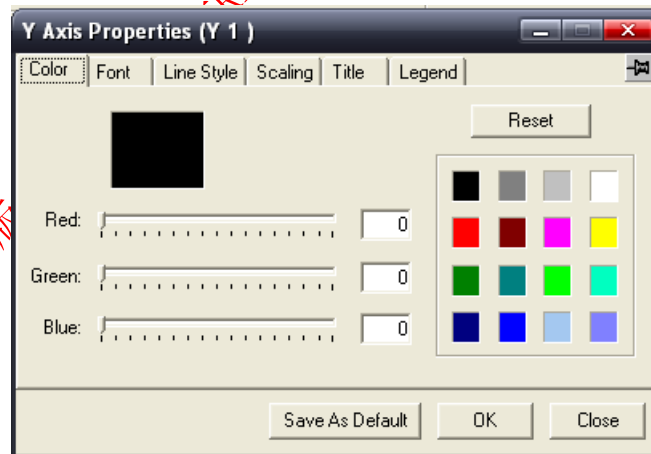 Y Axis Properties (Y 1 )
Color Font Line Style Scaling Title Legend
Reset
Red: 0
Green: 0
Blue: 0
Save As Default OK Close